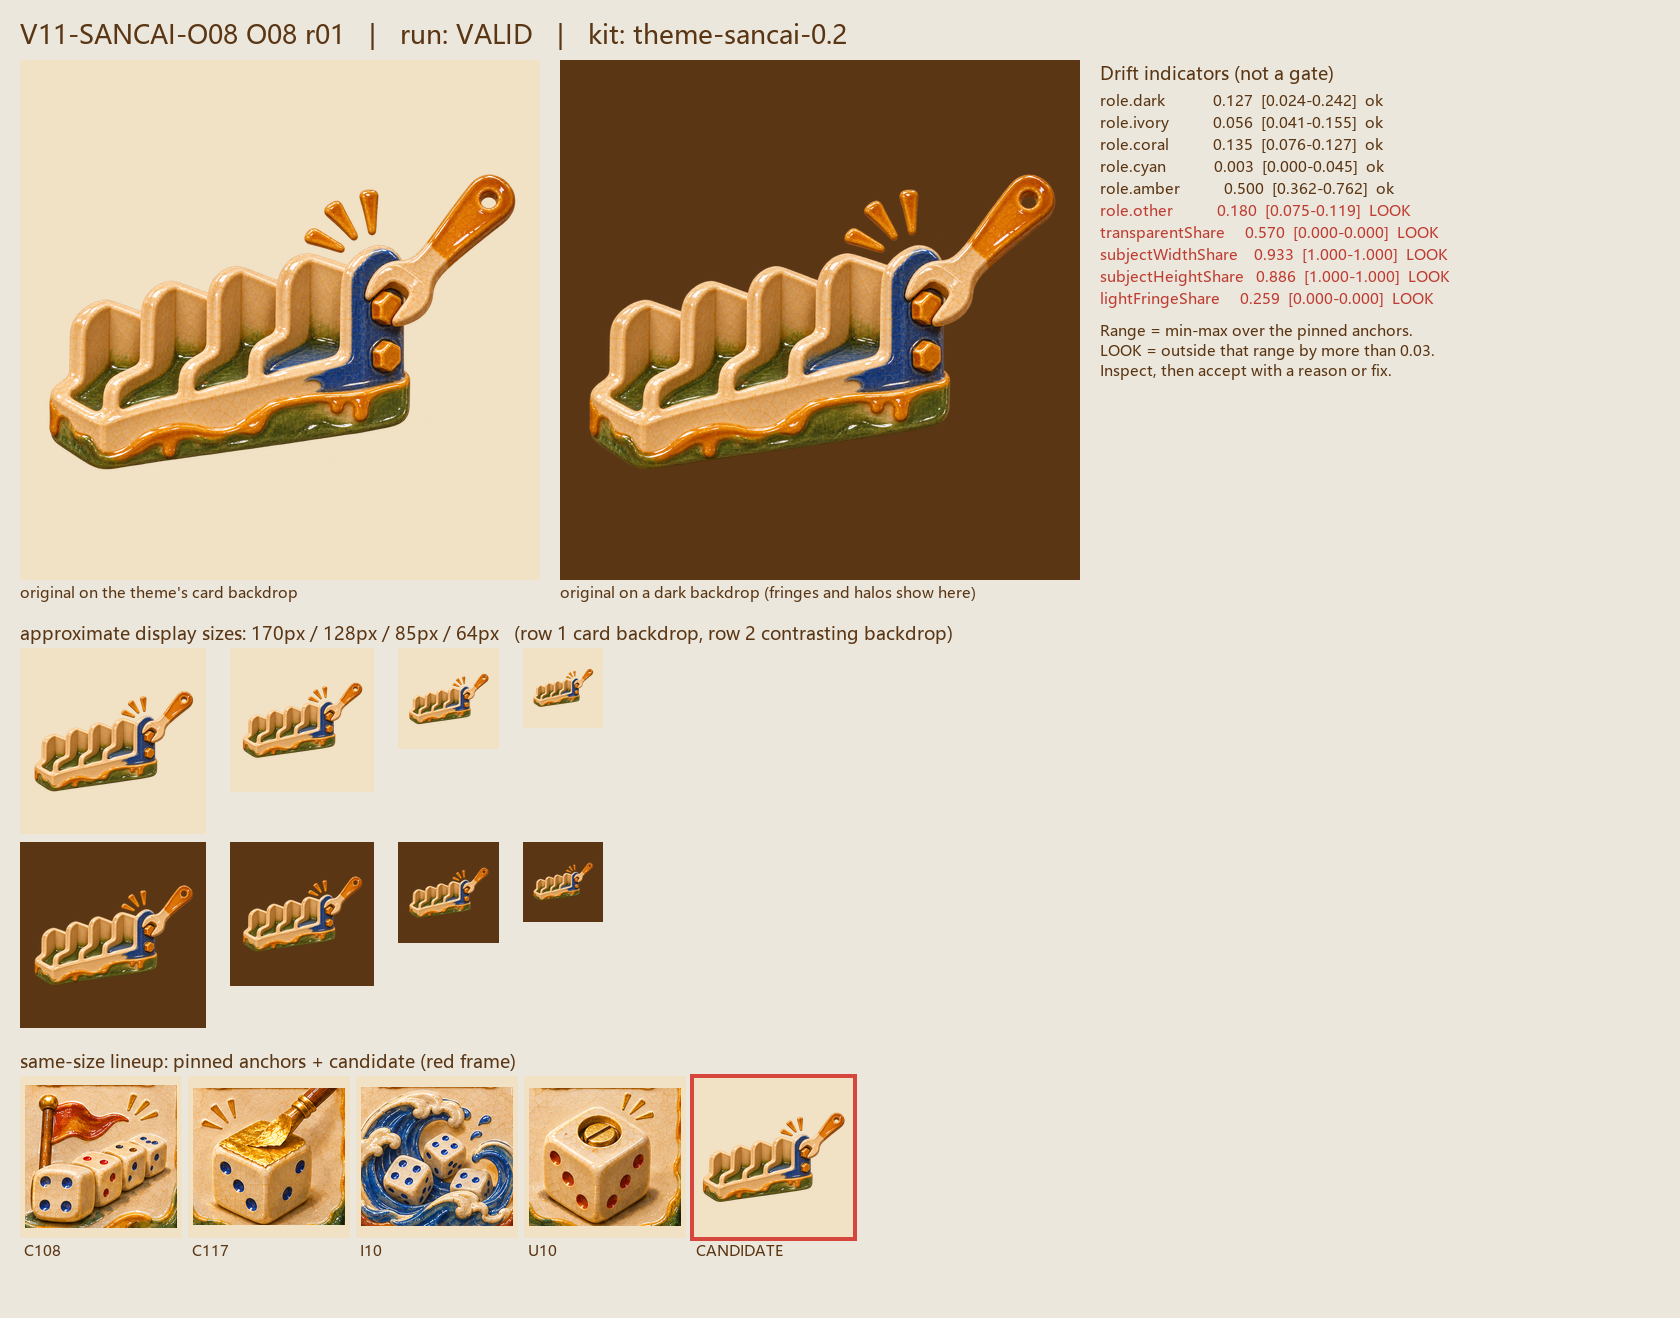 V11-SANCAI-O08 O08 r01 | run: VALID | kit: theme-sancai-0.2
Drift indicators (not a gate)
role.dark 0.127 [0.024-0.242] ok
role.ivory 0.056 [0.041-0.155] ok
role.coral 0.135 [0.076-0.127] ok
role.cyan 0.003 [0.000-0.045] ok
role.amber 0.500 [0.362-0.762] ok
role.other 0.180 [0.075-0.119] LOOK
transparentShare 0.570 [0.000-0.000] LOOK
subjectWidthShare 0.933 [1.000-1.000] LOOK
subjectHeightShare 0.886 [1.000-1.000] LOOK
lightFringeShare 0.259 [0.000-0.000] LOOK
Range = min-max over the pinned anchors.
LOOK = outside that range by more than 0.03.
Inspect, then accept with a reason or fix.
original on the theme's card backdrop
original on a dark backdrop (fringes and halos show here)
approximate display sizes: 170px / 128px / 85px / 64px (row 1 card backdrop, row 2 contrasting backdrop)
same-size lineup: pinned anchors + candidate (red frame)
C108
C117
I10
U10
CANDIDATE